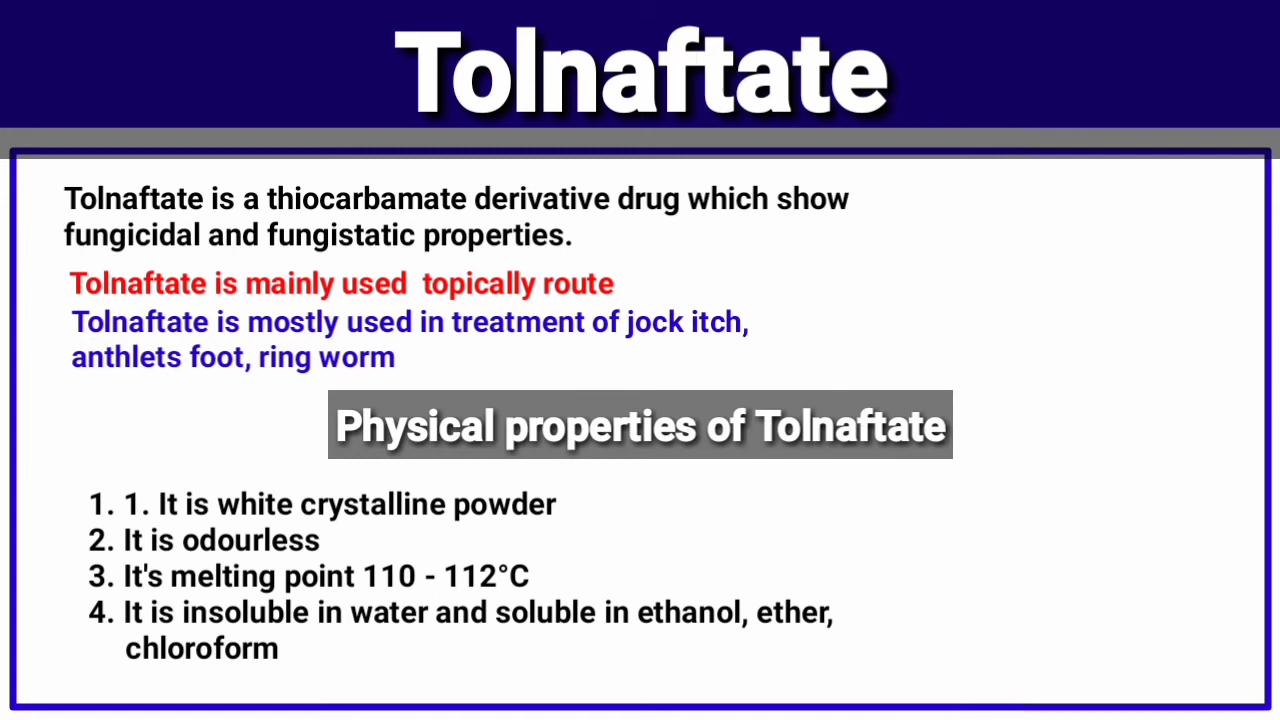 Tolnaftate
Tolnaftate is a thiocarbamate derivative drug which show
fungicidal and fungistatic properties.
Tolnaftate is mainly used  topically route
Tolnaftate is mostly used in treatment of jock itch,
anthlets foot, ring worm
Physical properties of Tolnaftate
1. 1. It is white crystalline powder
2. It is odourless
3. It's melting point 110 - 112°C
4. It is insoluble in water and soluble in ethanol, ether,
chloroform